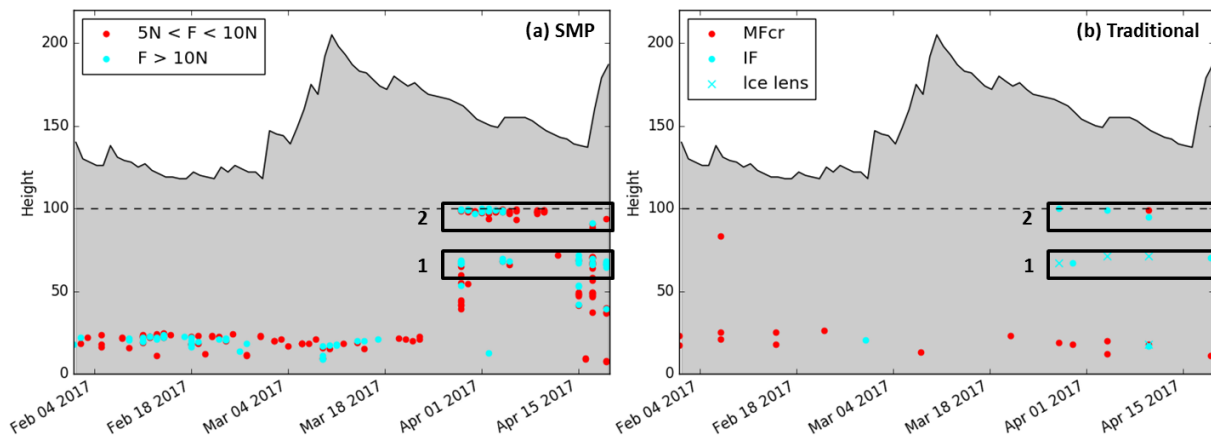 (a) SMP
5N < F < 10N
F > 10N
Height
200
150
100
50
0
2
1
Feb 04 2017
Feb 18 2017
Mar 04 2017
Mar 18 2017
Apr 01 2017
Apr 15 2017
(b) Traditional
MFcr
IF
Ice lens
Height
200
150
100
50
0
2
1
Feb 04 2017
Feb 18 2017
Mar 04 2017
Mar 18 2017
Apr 01 2017
Apr 15 2017